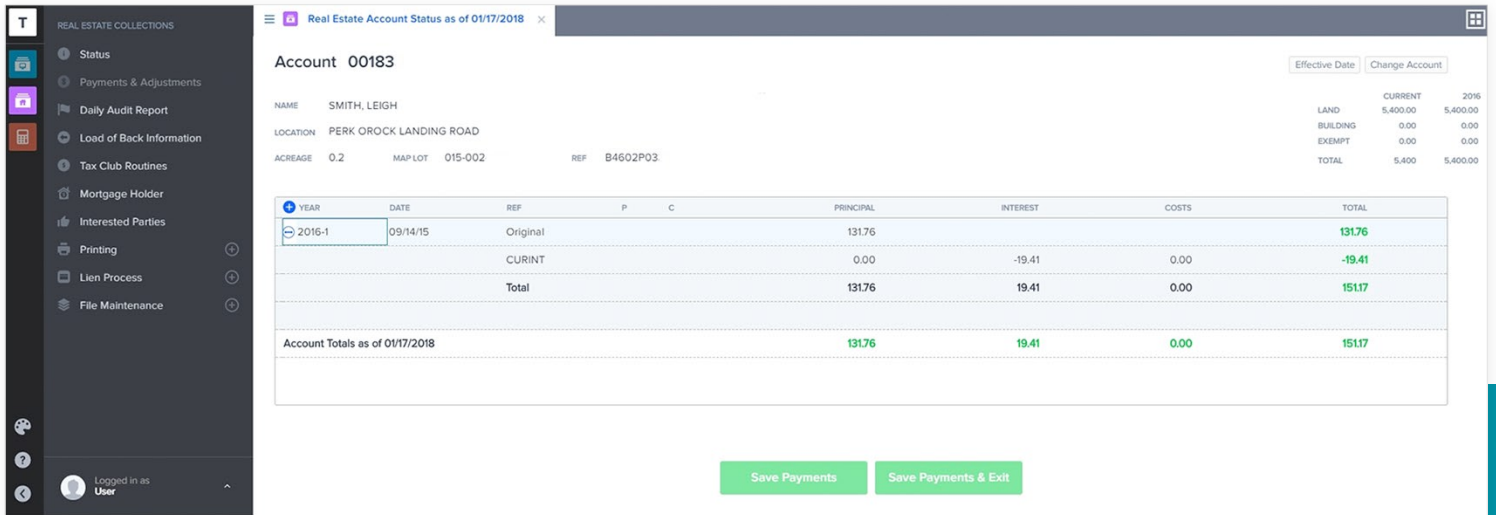 T
REAL ESTATE COLLECTIONS
Status
Payments & Adjustments
Daily Audit Report
Load of Back Information
Tax Club Routines
Mortgage Holder
Interested Parties
Printing
Lien Process
File Maintenance
Logged in as
User
Real Estate Account Status as of 01/17/2018 ×
Account 00183
Effective Date Change Account
NAME SMITH, LEIGH
LOCATION PERK OROCK LANDING ROAD
ACREAGE 0.2 MAP LOT 015-002 REF B4602P03
CURRENT 2016
LAND 5,400.00 5,400.00
BUILDING 0.00 0.00
EXEMPT 0.00 0.00
TOTAL 5,400 5,400.00
YEAR DATE REF P C PRINCIPAL INTEREST COSTS TOTAL
2016-1 09/14/15 Original 131.76 131.76
CURINT 0.00 -19.41 0.00 -19.41
Total 131.76 19.41 0.00 151.17
Account Totals as of 01/17/2018 131.76 19.41 0.00 151.17
Save Payments Save Payments & Exit